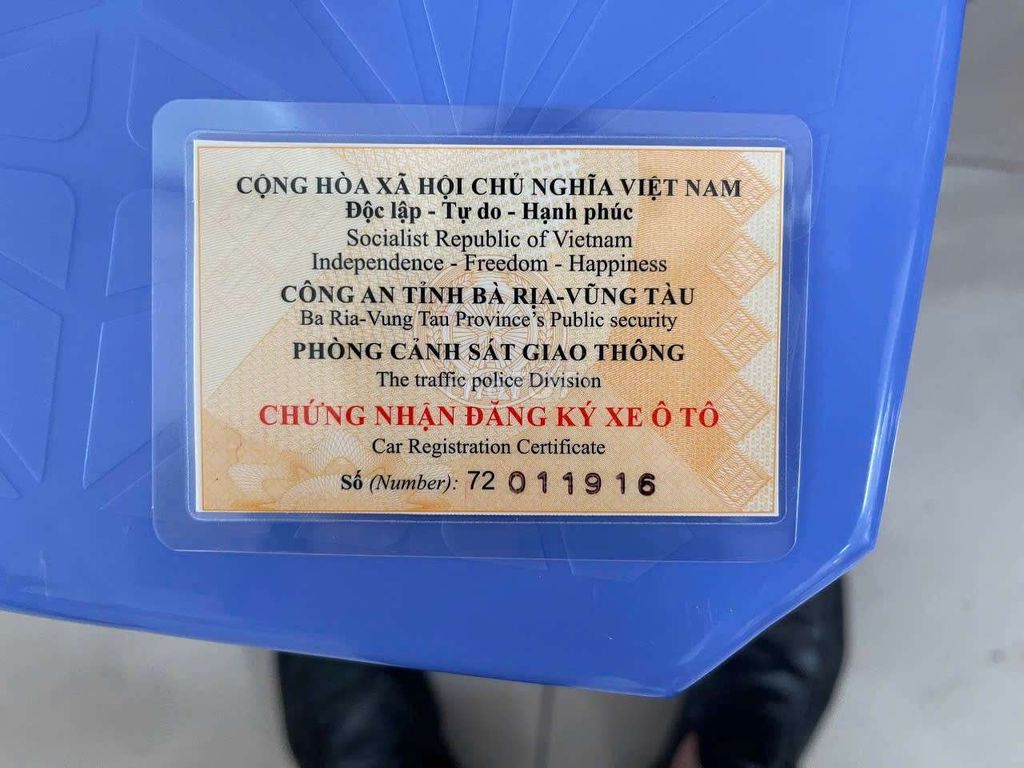 CỘNG HÒA XÃ HỘI CHỦ NGHĨA VIỆT NAM
Độc lập - Tự do - Hạnh phúc
Socialist Republic of Vietnam
Independence - Freedom - Happiness
CÔNG AN TỈNH BÀ RỊA-VŨNG TÀU
Ba Ria-Vung Tau Province's Public security
PHÒNG CẢNH SÁT GIAO THÔNG
The traffic police Division
CHỨNG NHẬN ĐĂNG KÝ XE Ô TÔ
Car Registration Certificate
Số (Number): 72 011916